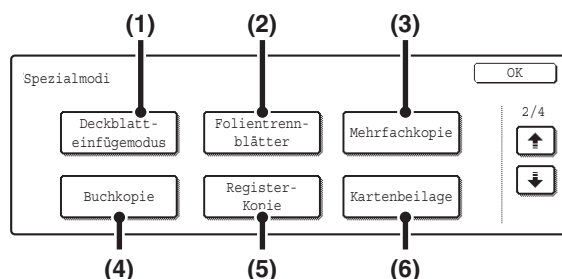 (1)
(2)
(3)
Spezialmodi
OK
Deckblatt-
einfügemodus
Folientrenn-
blätter
Mehrfachkopie
2/4
Buchkopie
Register-
Kopie
Kartenbeilage
(4)
(5)
(6)